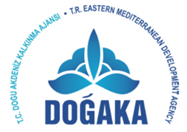 T.C. DOĞU AKDENİZ KALKINMA AJANSI • T.R. EASTERN MEDITERRANEAN DEVELOPMENT AGENCY
DOĞAKA